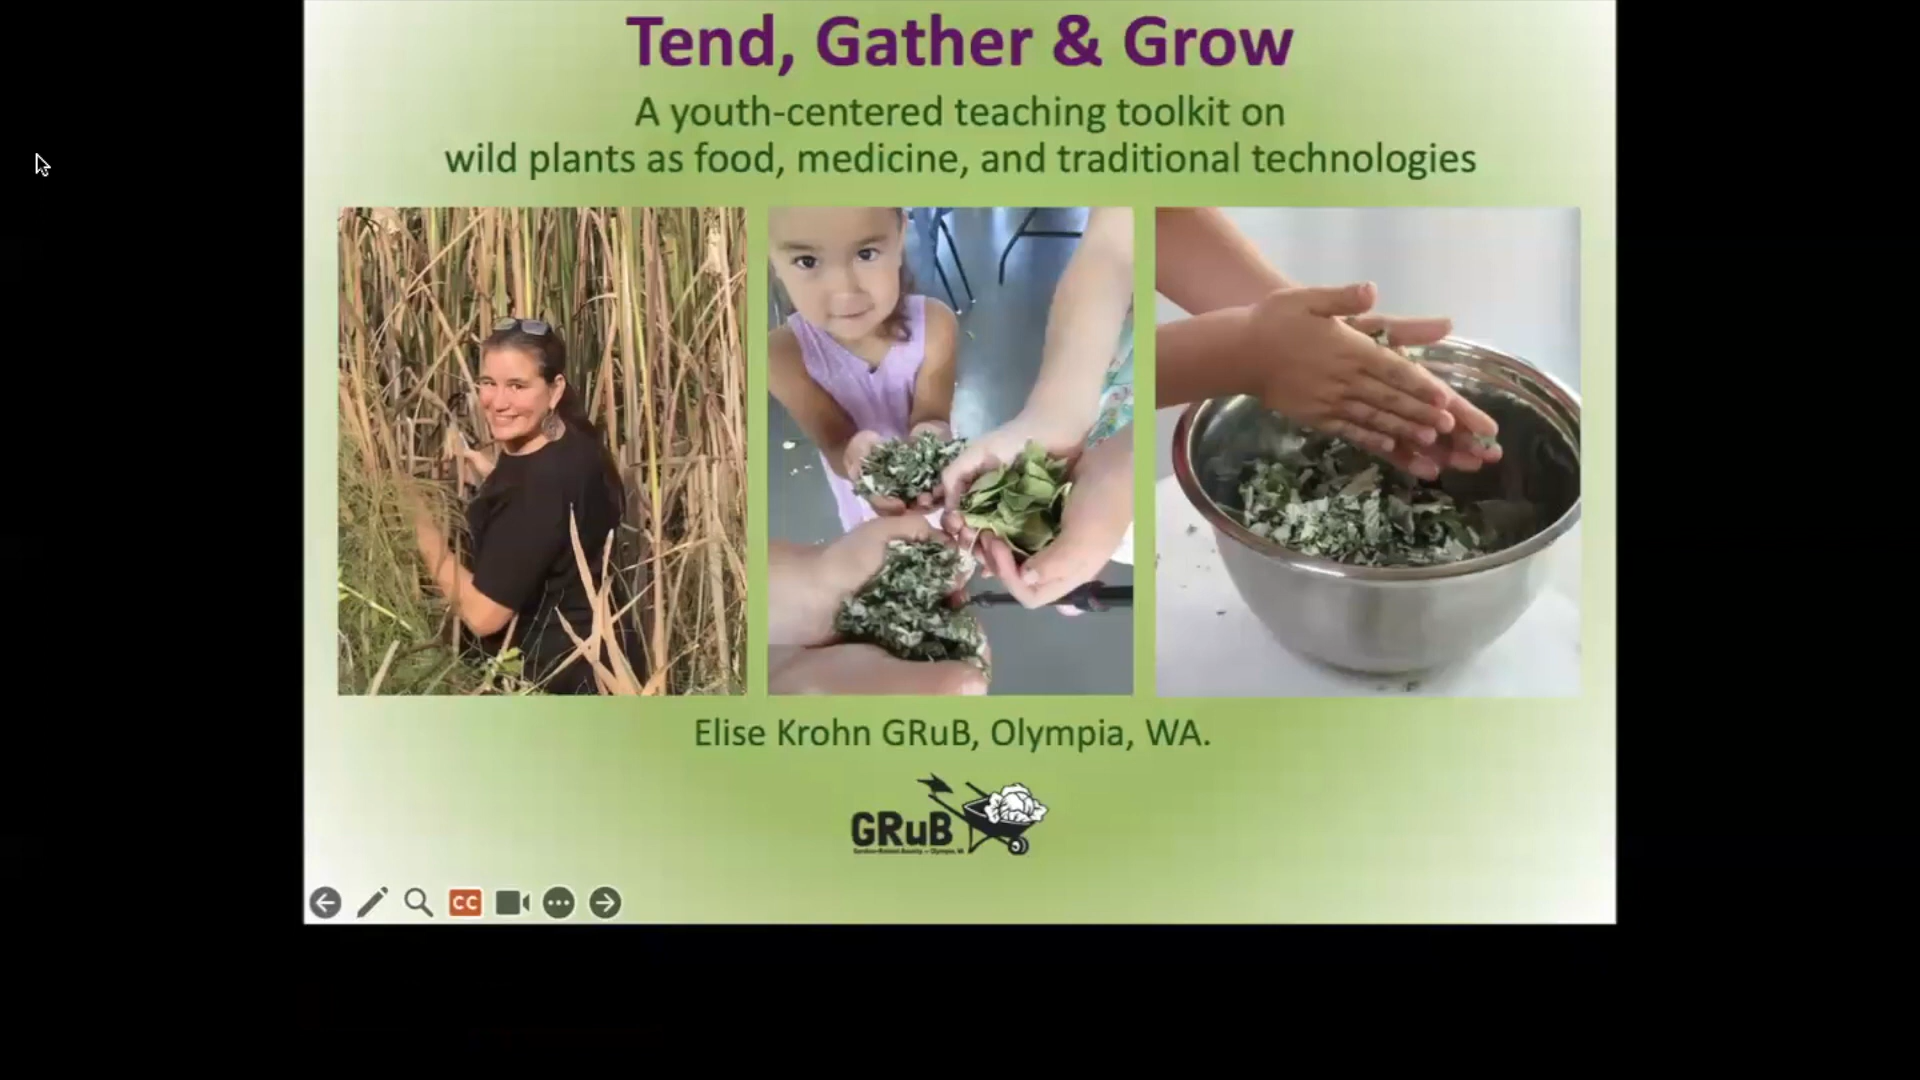 Tend, Gather & Grow
A youth-centered teaching toolkit on
wild plants as food, medicine, and traditional technologies
Elise Krohn GRuB, Olympia, WA.
GRuB
CC